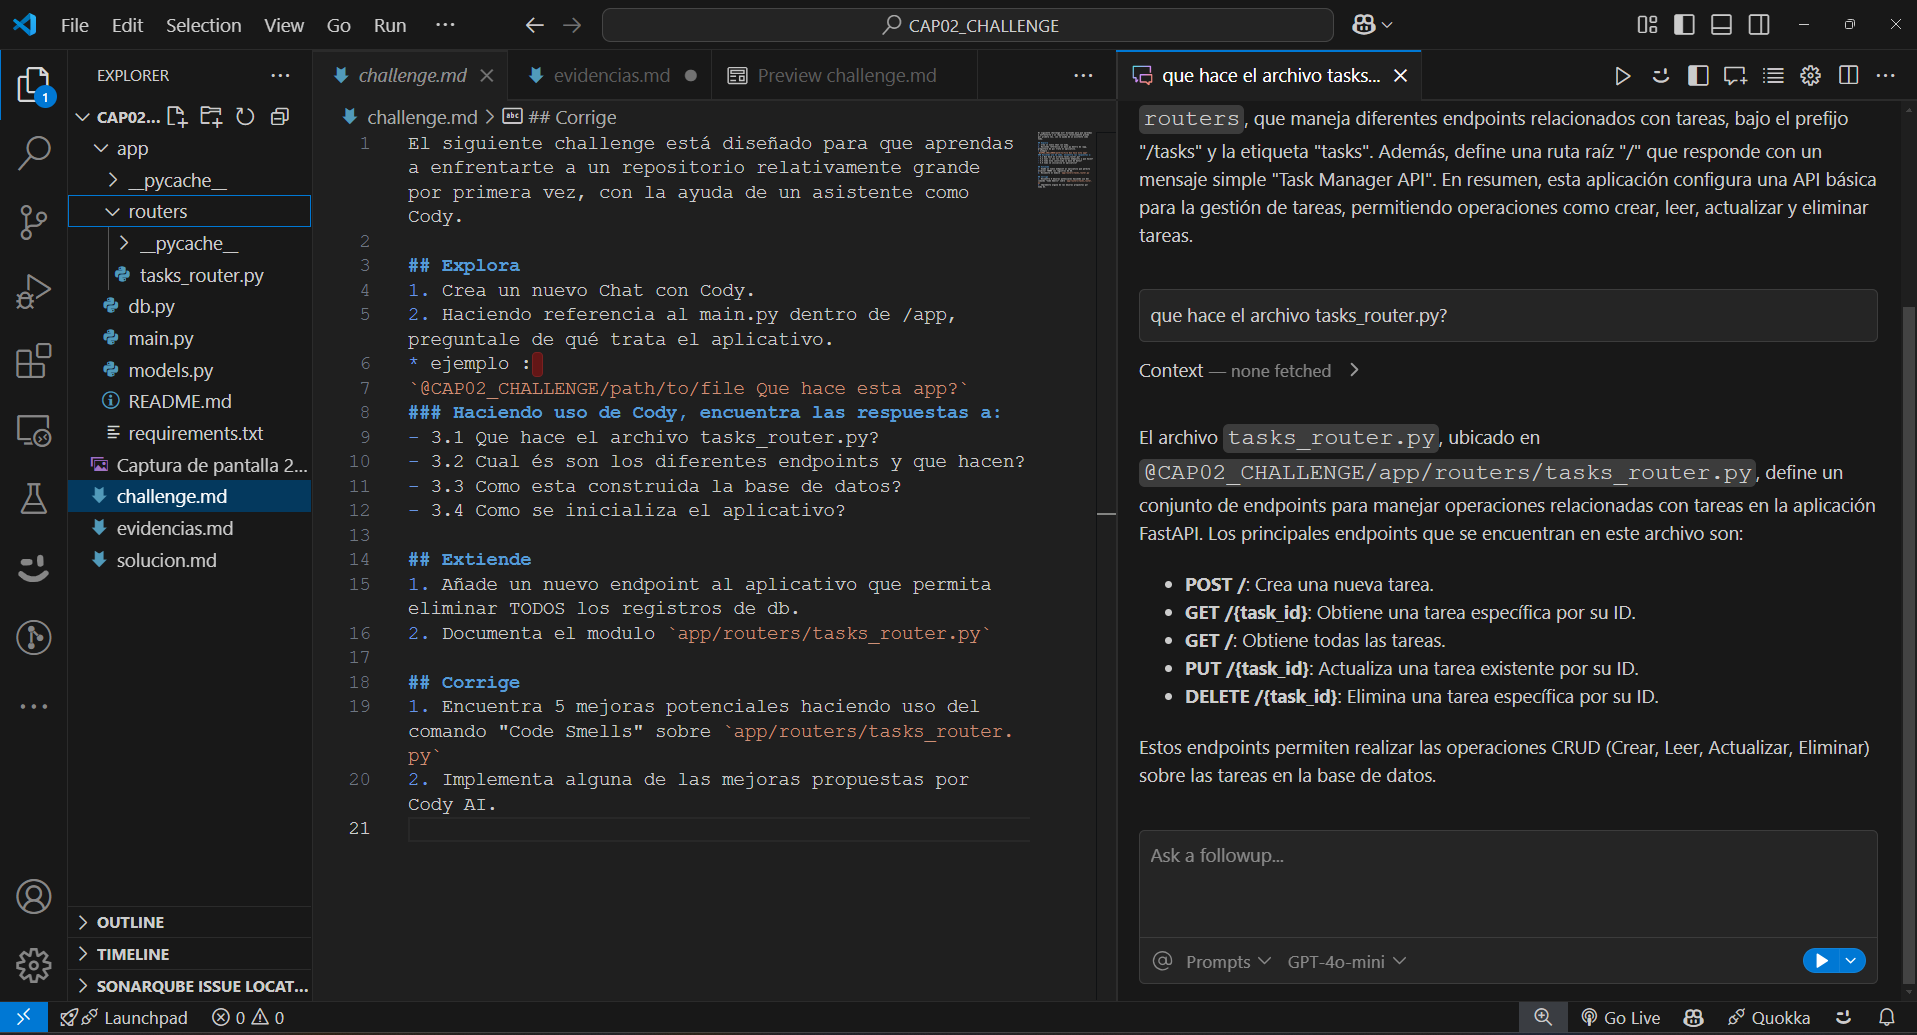 File Edit Selection View Go Run ··· CAP02_CHALLENGE
EXPLORER ···
CAP02...
app
__pycache__
routers
__pycache__
tasks_router.py
db.py
main.py
models.py
README.md
requirements.txt
Captura de pantalla 2...
challenge.md
evidencias.md
solucion.md
OUTLINE
TIMELINE
SONARQUBE ISSUE LOCAT...
challenge.md evidencias.md Preview challenge.md ···
challenge.md > ## Corrige
1 El siguiente challenge está diseñado para que aprendas
a enfrentarte a un repositorio relativamente grande
por primera vez, con la ayuda de un asistente como
Cody.
2
3 ## Explora
4 1. Crea un nuevo Chat con Cody.
5 2. Haciendo referencia al main.py dentro de /app,
preguntale de qué trata el aplicativo.
6 * ejemplo :
7 `@CAP02_CHALLENGE/path/to/file Que hace esta app?`
8 ### Haciendo uso de Cody, encuentra las respuestas a:
9 - 3.1 Que hace el archivo tasks_router.py?
10 - 3.2 Cual és son los diferentes endpoints y que hacen?
11 - 3.3 Como esta construida la base de datos?
12 - 3.4 Como se inicializa el aplicativo?
13
14 ## Extiende
15 1. Añade un nuevo endpoint al aplicativo que permita
eliminar TODOS los registros de db.
16 2. Documenta el modulo `app/routers/tasks_router.py`
17
18 ## Corrige
19 1. Encuentra 5 mejoras potenciales haciendo uso del
comando "Code Smells" sobre `app/routers/tasks_router.
py`
20 2. Implementa alguna de las mejoras propuestas por
Cody AI.
21
que hace el archivo tasks...
routers, que maneja diferentes endpoints relacionados con tareas, bajo el prefijo
"/tasks" y la etiqueta "tasks". Además, define una ruta raíz "/" que responde con un
mensaje simple "Task Manager API". En resumen, esta aplicación configura una API básica
para la gestión de tareas, permitiendo operaciones como crear, leer, actualizar y eliminar
tareas.
que hace el archivo tasks_router.py?
Context — none fetched
El archivo tasks_router.py, ubicado en
@CAP02_CHALLENGE/app/routers/tasks_router.py, define un
conjunto de endpoints para manejar operaciones relacionadas con tareas en la aplicación
FastAPI. Los principales endpoints que se encuentran en este archivo son:
• POST /: Crea una nueva tarea.
• GET /{task_id}: Obtiene una tarea específica por su ID.
• GET /: Obtiene todas las tareas.
• PUT /{task_id}: Actualiza una tarea existente por su ID.
• DELETE /{task_id}: Elimina una tarea específica por su ID.
Estos endpoints permiten realizar las operaciones CRUD (Crear, Leer, Actualizar, Eliminar)
sobre las tareas en la base de datos.
Ask a followup...
@ Prompts GPT-4o-mini
Launchpad 0 0 Go Live Quokka